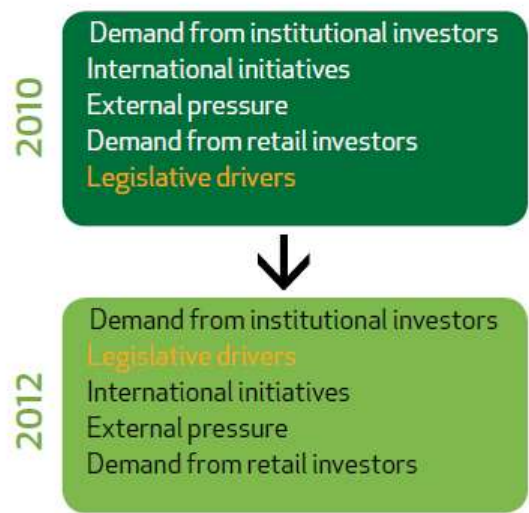 2010
Demand from institutional investors
International initiatives
External pressure
Demand from retail investors
Legislative drivers
2012
Demand from institutional investors
Legislative drivers
International initiatives
External pressure
Demand from retail investors